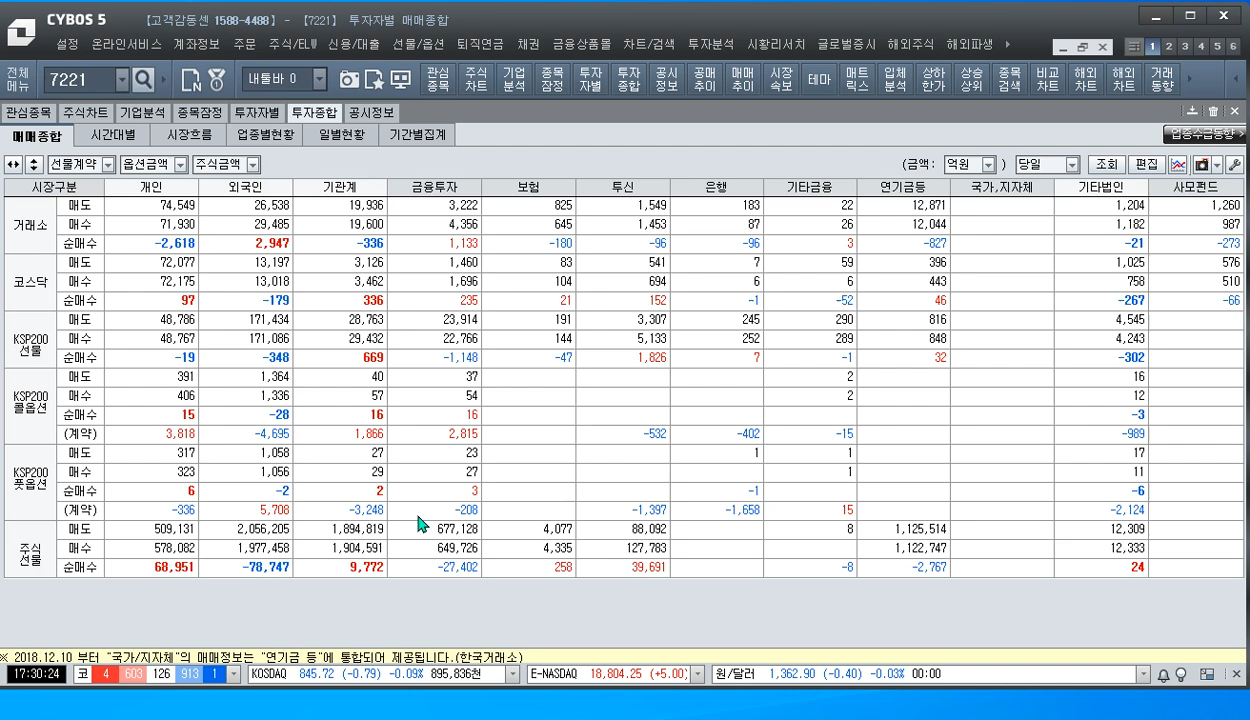 CYBOS 5 【고객감동센 1588-4488】 - 【7221】 투자자별 매매종합
설정 온라인서비스 계좌정보 주문 주식/ELW 신용/대출 선물/옵션 퇴직연금 채권 금융상품몰 차트/검색 투자분석 시황리서치 글로벌증시 해외주식 해외파생 1 2 3 4 5 6
전체메뉴 7221 내툴바 0 관심종목 주식차트 기업분석 종목잠정 투자자별 투자종합 공시정보 공매추이 매매추이 시장속보 테마 매트릭스 입체분석 상하한가 상승상위 종목검색 비교차트 해외차트 해외차트 거래동향
관심종목 주식차트 기업분석 종목잠정 투자자별 투자종합 공시정보
매매종합 시간대별 시장흐름 업종별현황 일별현황 기간별집계 업종수급동향 >
선물계약 옵션금액 주식금액 (금액: 억원 ) 당일 조회 편집
시장구분 개인 외국인 기관계 금융투자 보험 투신 은행 기타금융 연기금등 국가,지자체 기타법인 사모펀드
거래소 매도 74,549 26,538 19,936 3,222 825 1,549 183 22 12,871 1,204 1,260
매수 71,930 29,485 19,600 4,356 645 1,453 87 26 12,044 1,182 987
순매수 -2,618 2,947 -336 1,133 -180 -96 -96 3 -827 -21 -273
코스닥 매도 72,077 13,197 3,126 1,460 83 541 7 59 396 1,025 576
매수 72,175 13,018 3,462 1,696 104 694 6 6 443 758 510
순매수 97 -179 336 235 21 152 -1 -52 46 -267 -66
KSP200 선물 매도 48,786 171,434 28,763 23,914 191 3,307 245 290 816 4,545
매수 48,767 171,086 29,432 22,766 144 5,133 252 289 848 4,243
순매수 -19 -348 669 -1,148 -47 1,826 7 -1 32 -302
KSP200 콜옵션 매도 391 1,364 40 37 2 16
매수 406 1,336 57 54 2 12
순매수 15 -28 16 16 -3
(계약) 3,818 -4,695 1,866 2,815 -532 -402 -15 -989
KSP200 풋옵션 매도 317 1,058 27 23 1 1 17
매수 323 1,056 29 27 1 11
순매수 6 -2 2 3 -1 -6
(계약) -336 5,708 -3,248 -208 -1,397 -1,658 15 -2,124
주식 선물 매도 509,131 2,056,205 1,894,819 677,128 4,077 88,092 8 1,125,514 12,309
매수 578,082 1,977,458 1,904,591 649,726 4,335 127,783 1,122,747 12,333
순매수 68,951 -78,747 9,772 -27,402 258 39,691 -8 -2,767 24
※ 2018.12.10 부터 "국가/지자체"의 매매정보는 "연기금 등"에 통합되어 제공됩니다.(한국거래소)
17:30:24 코 4 603 126 913 1 KOSDAQ 845.72 (-0.79) -0.09% 895,836천 E-NASDAQ 18,804.25 (+5.00) 원/달러 1,362.90 (-0.40) -0.03% 00:00